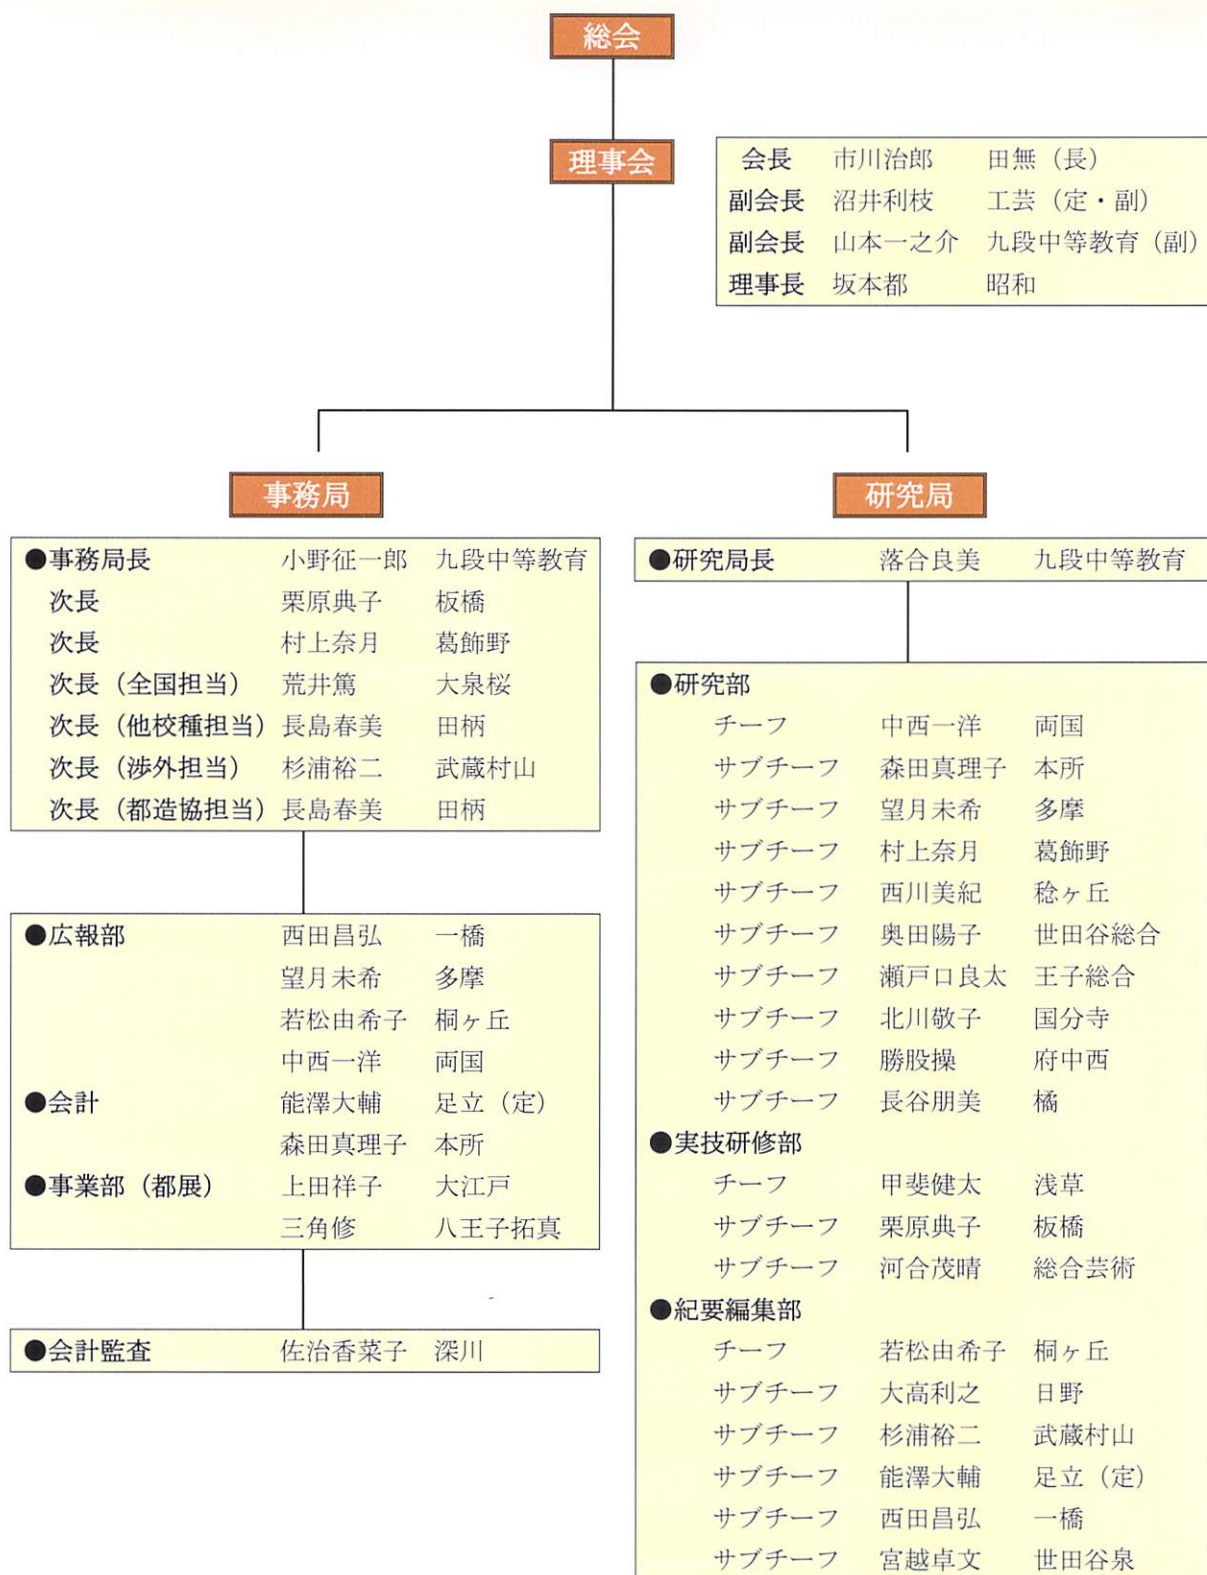 総会
理事会
会長 市川治郎 田無（長）
副会長 沼井利枝 工芸（定・副）
副会長 山本一之介 九段中等教育（副）
理事長 坂本都 昭和
事務局
●事務局長 小野征一郎 九段中等教育
次長 栗原典子 板橋
次長 村上奈月 葛飾野
次長（全国担当） 荒井篤 大泉桜
次長（他校種担当） 長島春美 田柄
次長（渉外担当） 杉浦裕二 武蔵村山
次長（都造協担当） 長島春美 田柄
●広報部 西田昌弘 一橋
望月未希 多摩
若松由希子 桐ヶ丘
中西一洋 両国
●会計 能澤大輔 足立（定）
森田真理子 本所
●事業部（都展） 上田祥子 大江戸
三角修 八王子拓真
●会計監査 佐治香菜子 深川
研究局
●研究局長 落合良美 九段中等教育
●研究部
チーフ 中西一洋 両国
サブチーフ 森田真理子 本所
サブチーフ 望月未希 多摩
サブチーフ 村上奈月 葛飾野
サブチーフ 西川美紀 稔ヶ丘
サブチーフ 奥田陽子 世田谷総合
サブチーフ 瀬戸口良太 王子総合
サブチーフ 北川敬子 国分寺
サブチーフ 勝股操 府中西
サブチーフ 長谷朋美 橘
●実技研修部
チーフ 甲斐健太 浅草
サブチーフ 栗原典子 板橋
サブチーフ 河合茂晴 総合芸術
●紀要編集部
チーフ 若松由希子 桐ヶ丘
サブチーフ 大高利之 日野
サブチーフ 杉浦裕二 武蔵村山
サブチーフ 能澤大輔 足立（定）
サブチーフ 西田昌弘 一橋
サブチーフ 宮越卓文 世田谷泉